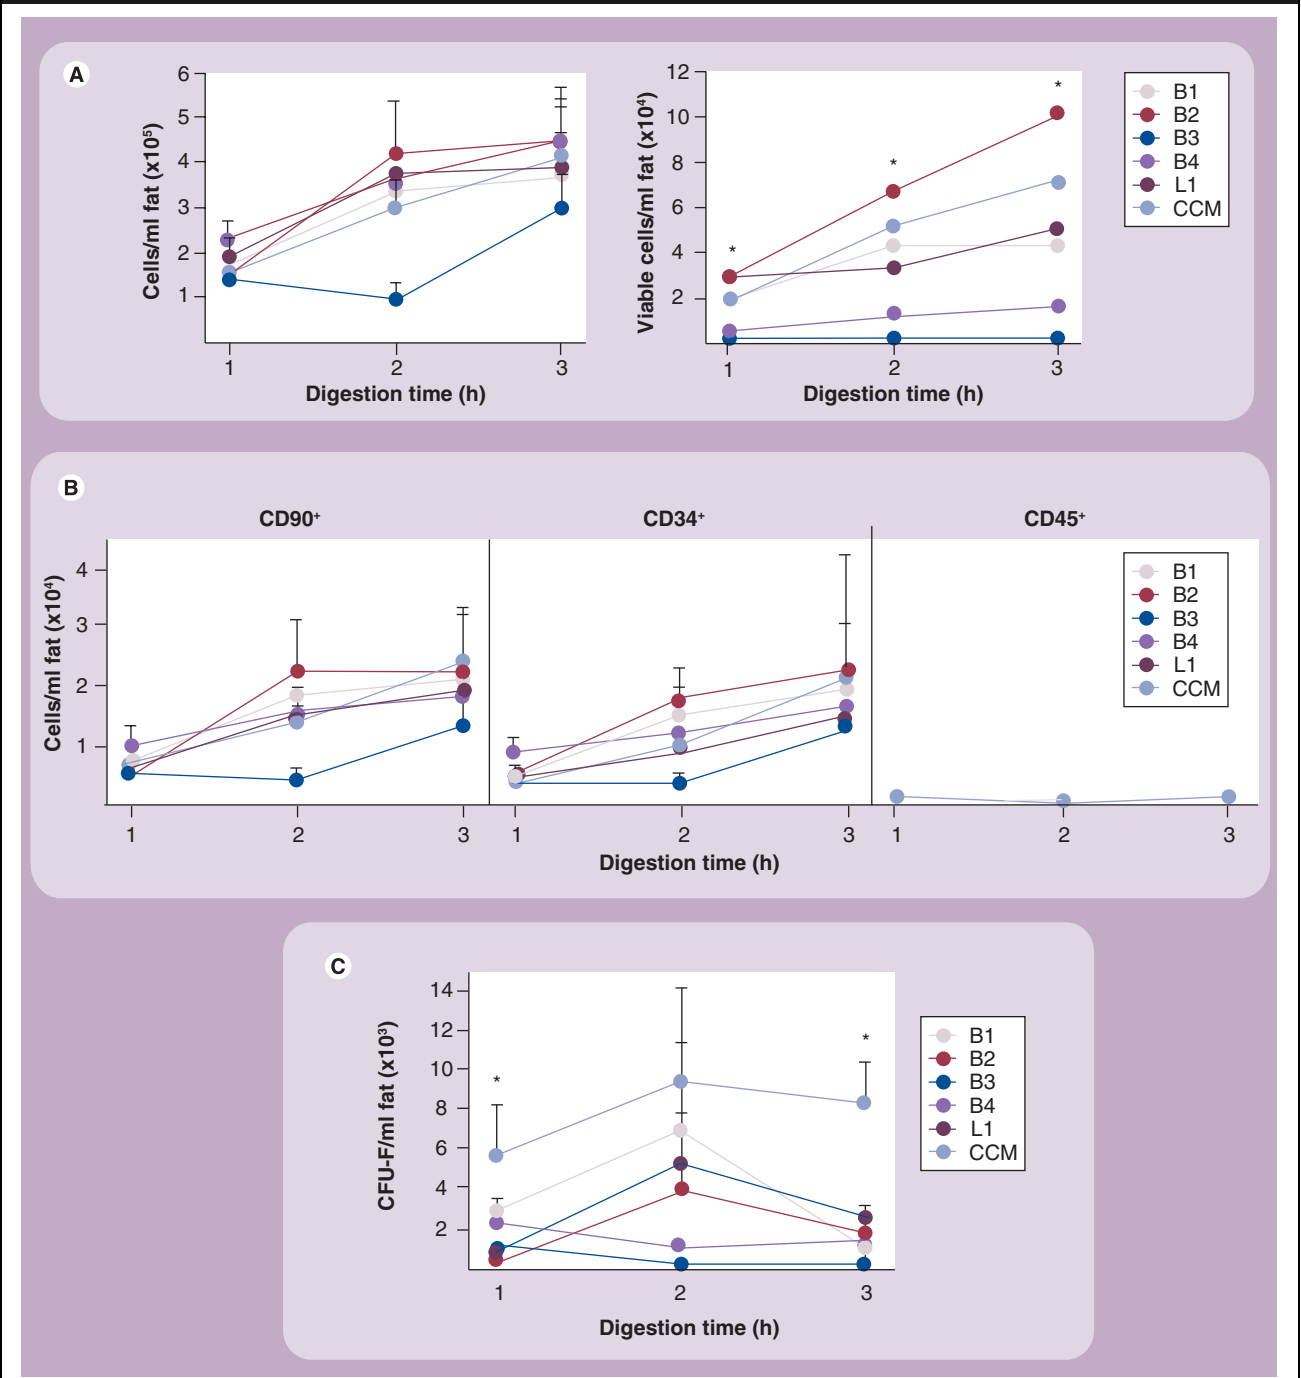 A
6
5
4
3
2
1
Cells/ml fat (x10⁵)
1 2 3
Digestion time (h)
12
10
8
6
4
2
Viable cells/ml fat (x10⁴)
*
*
*
1 2 3
Digestion time (h)
B1
B2
B3
B4
L1
CCM
B
CD90⁺ CD34⁺ CD45⁺
4
3
2
1
Cells/ml fat (x10⁴)
1 2 3 1 2 3 1 2 3
Digestion time (h)
B1
B2
B3
B4
L1
CCM
C
14
12
10
8
6
4
2
CFU-F/ml fat (x10³)
*
*
1 2 3
Digestion time (h)
B1
B2
B3
B4
L1
CCM